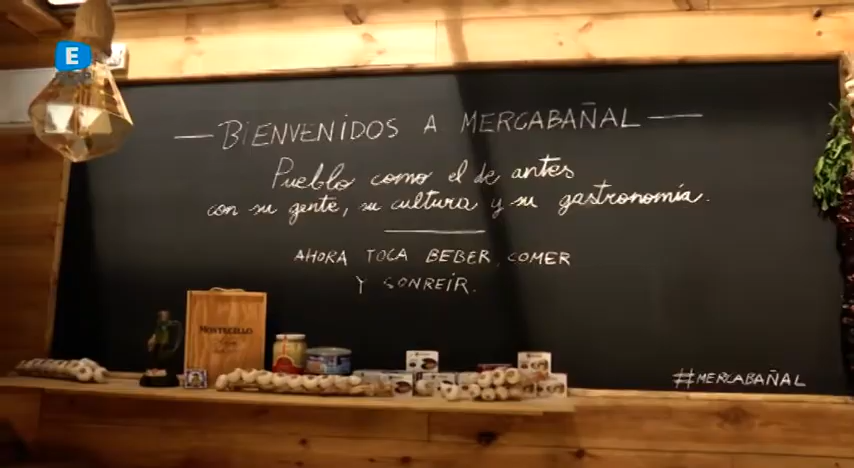 E
BIENVENIDOS A MERCABAÑAL
Pueblo como el de antes
con su gente, su cultura y su gastronomía.
AHORA TOCA BEBER, COMER
Y SONREÍR.
MONTECILLO
#MERCABAÑAL